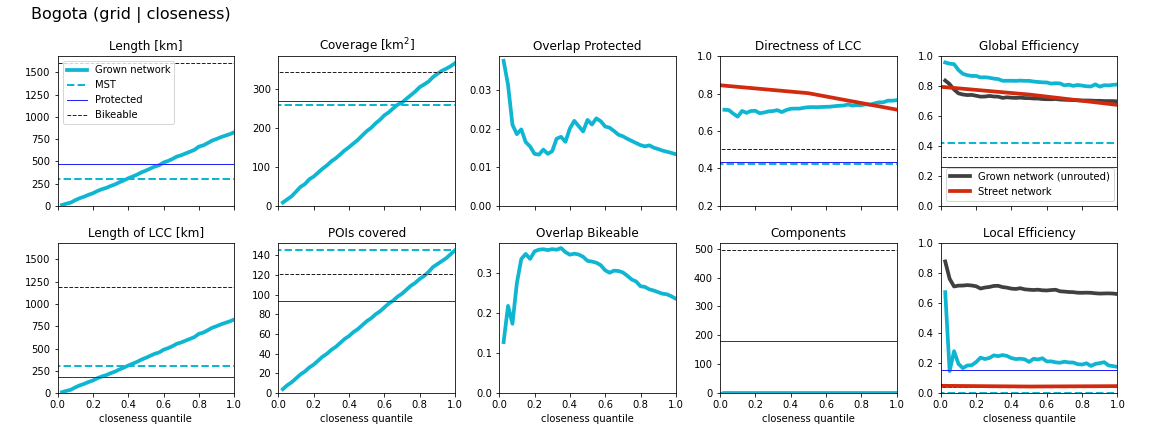 Bogota (grid | closeness)
Length [km]
Coverage [km²]
Overlap Protected
Directness of LCC
Global Efficiency
1500
1250
1000
750
500
250
0
Grown network
MST
Protected
Bikeable
300
200
100
0
0.03
0.02
0.01
0.00
1.0
0.8
0.6
0.4
0.2
1.0
0.8
0.6
0.4
0.2
0.0
Grown network (unrouted)
Street network
Length of LCC [km]
POIs covered
Overlap Bikeable
Components
Local Efficiency
1500
1250
1000
750
500
250
0
0.0 0.2 0.4 0.6 0.8 1.0
closeness quantile
140
120
100
80
60
40
20
0
0.0 0.2 0.4 0.6 0.8 1.0
closeness quantile
0.3
0.2
0.1
0.0
0.0 0.2 0.4 0.6 0.8 1.0
closeness quantile
500
400
300
200
100
0
0.0 0.2 0.4 0.6 0.8 1.0
closeness quantile
1.0
0.8
0.6
0.4
0.2
0.0
0.0 0.2 0.4 0.6 0.8 1.0
closeness quantile